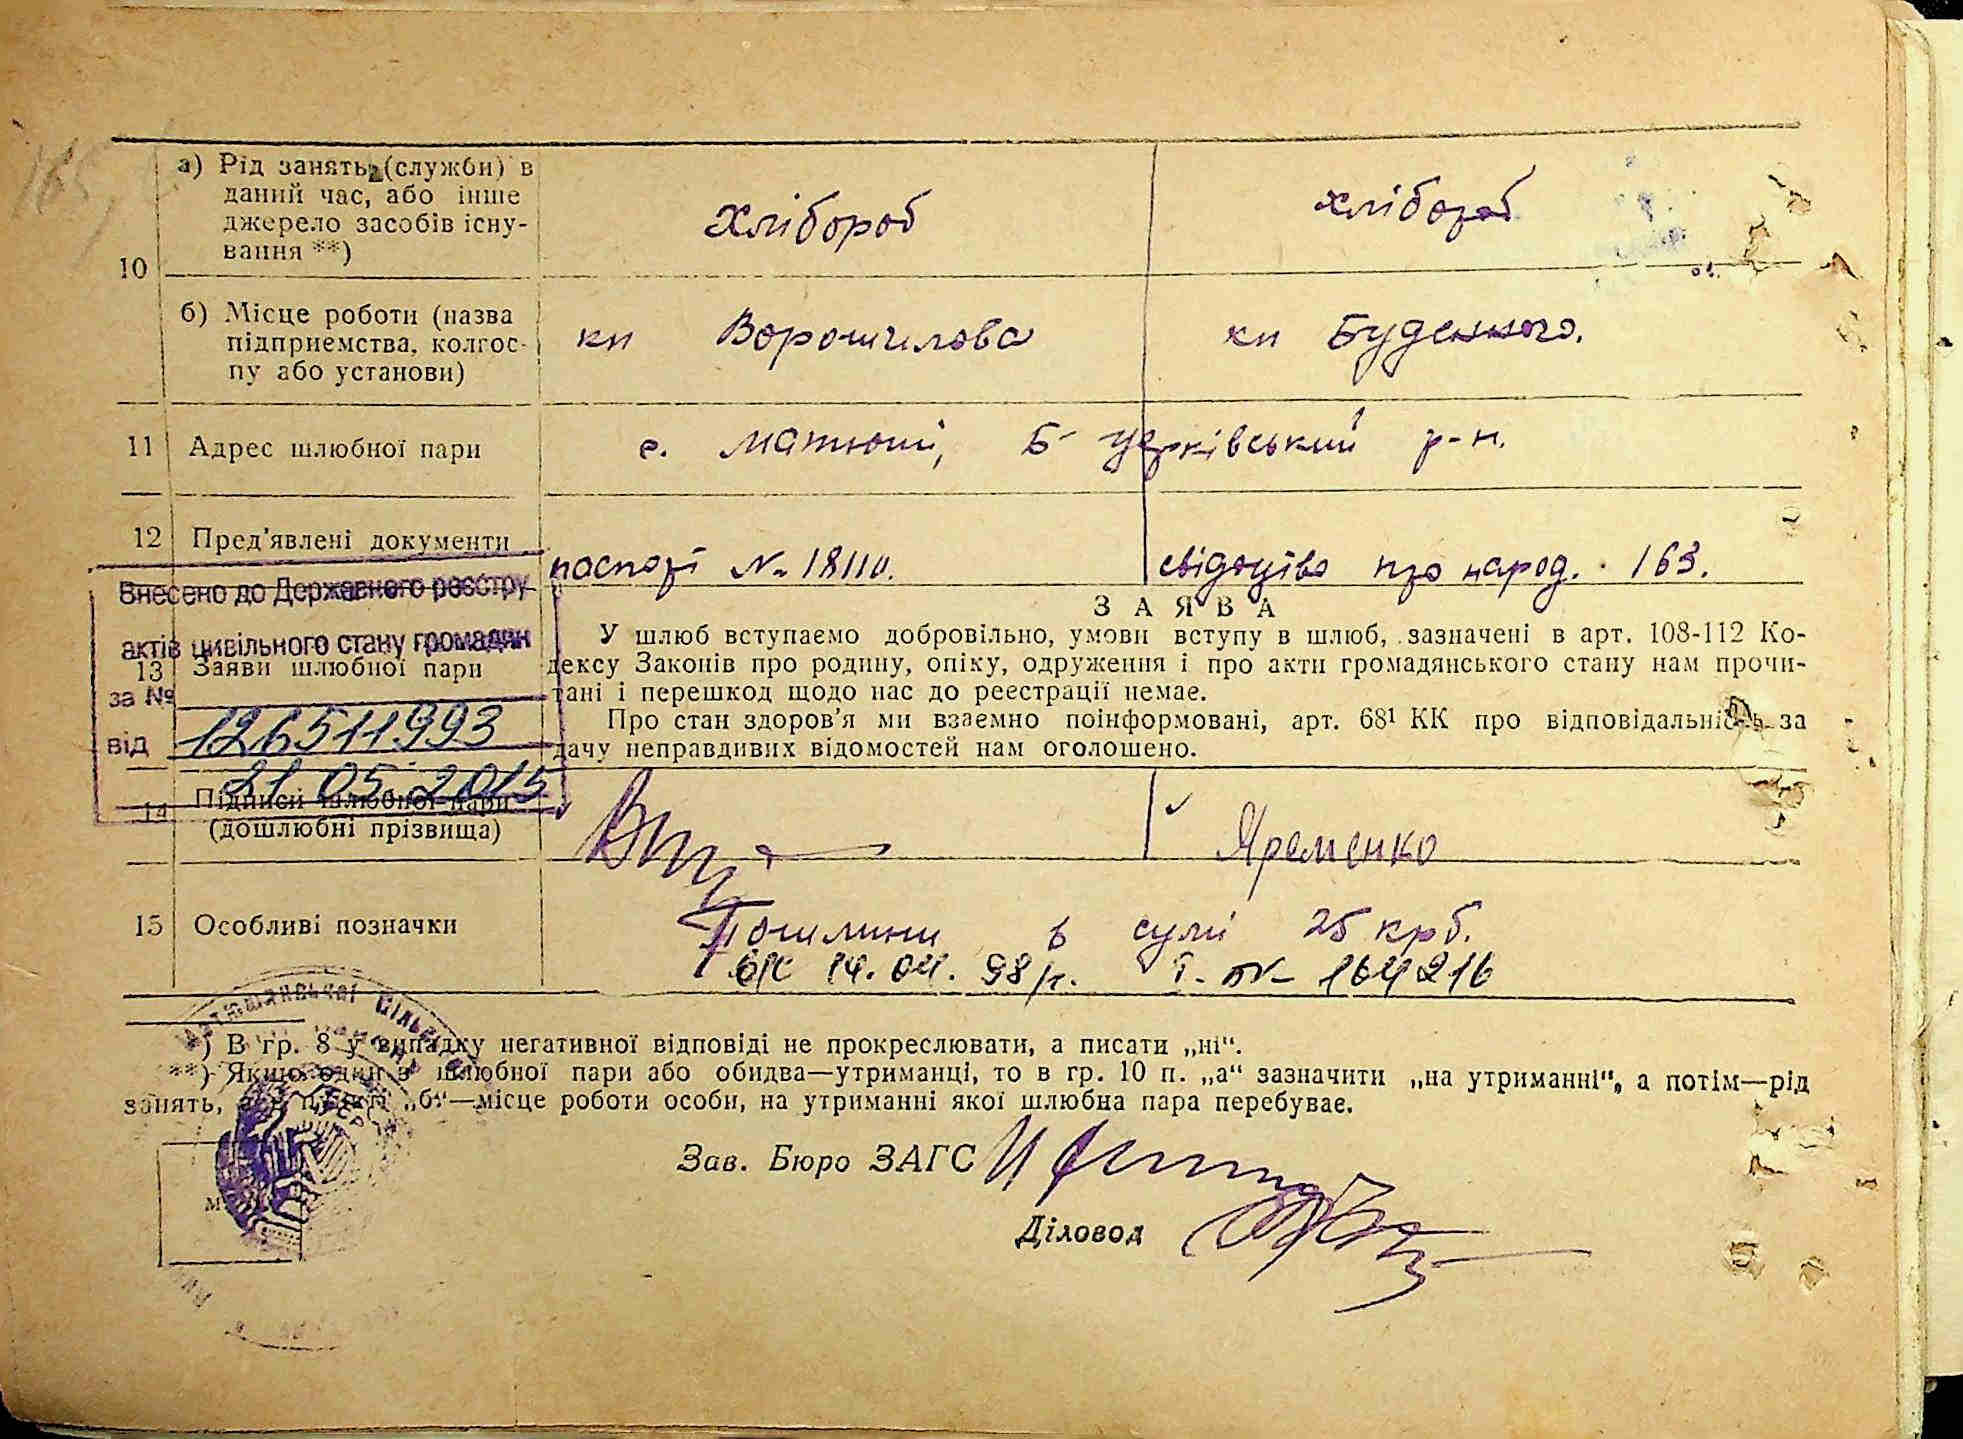 а) Рід занять (служби) в
даний час, або інше
джерело засобів існу-
вання **)
хлібороб
хлібороб
10
б) Місце роботи (назва
підприємства, колгос-
пу або установи)
кп Ворошилова
кп Буденного.
11 Адрес шлюбної пари
с. Матюші, Б-Церківський р-н.
12 Пред'явлені документи
паспорт № 18110.
свідоцтво про народ. 163.
Внесено до Державного реєстру
актів цивільного стану громадян
за №
126511993
від
21 05 2015
13 Заяви шлюбної пари
ЗАЯВА
У шлюб вступаємо добровільно, умови вступу в шлюб, зазначені в арт. 108-112 Ко-
дексу Законів про родину, опіку, одруження і про акти громадянського стану нам прочи-
тані і перешкод щодо нас до реєстрації немає.
Про стан здоров'я ми взаємно поінформовані, арт. 68¹ КК про відповідальність за
дачу неправдивих відомостей нам оголошено.
14 Підписи шлюбної пари
(дошлюбні прізвища)
Яременко
15 Особливі позначки
Пошлини в сумі 25 крб.
14.04.98р. 164216
*) В гр. 8 у випадку негативної відповіді не прокреслювати, а писати „ні“.
**) Якщо один з шлюбної пари або обидва—утриманці, то в гр. 10 п. „а“ зазначити „на утриманні“, а потім—рід
занять, „б“—місце роботи особи, на утриманні якої шлюбна пара перебуває.
Зав. Бюро ЗАГС
Діловод